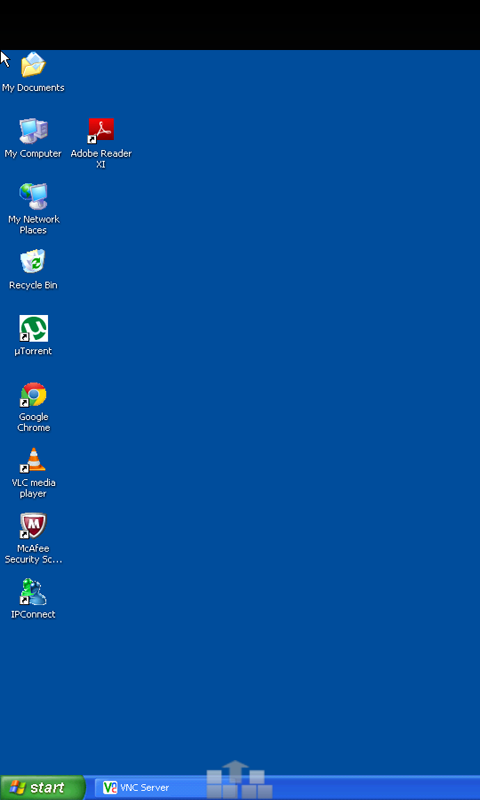 My Documents
My Computer
Adobe Reader
XI
My Network
Places
Recycle Bin
µTorrent
Google
Chrome
VLC media
player
McAfee
Security Sc...
IPConnect
start
VNC Server